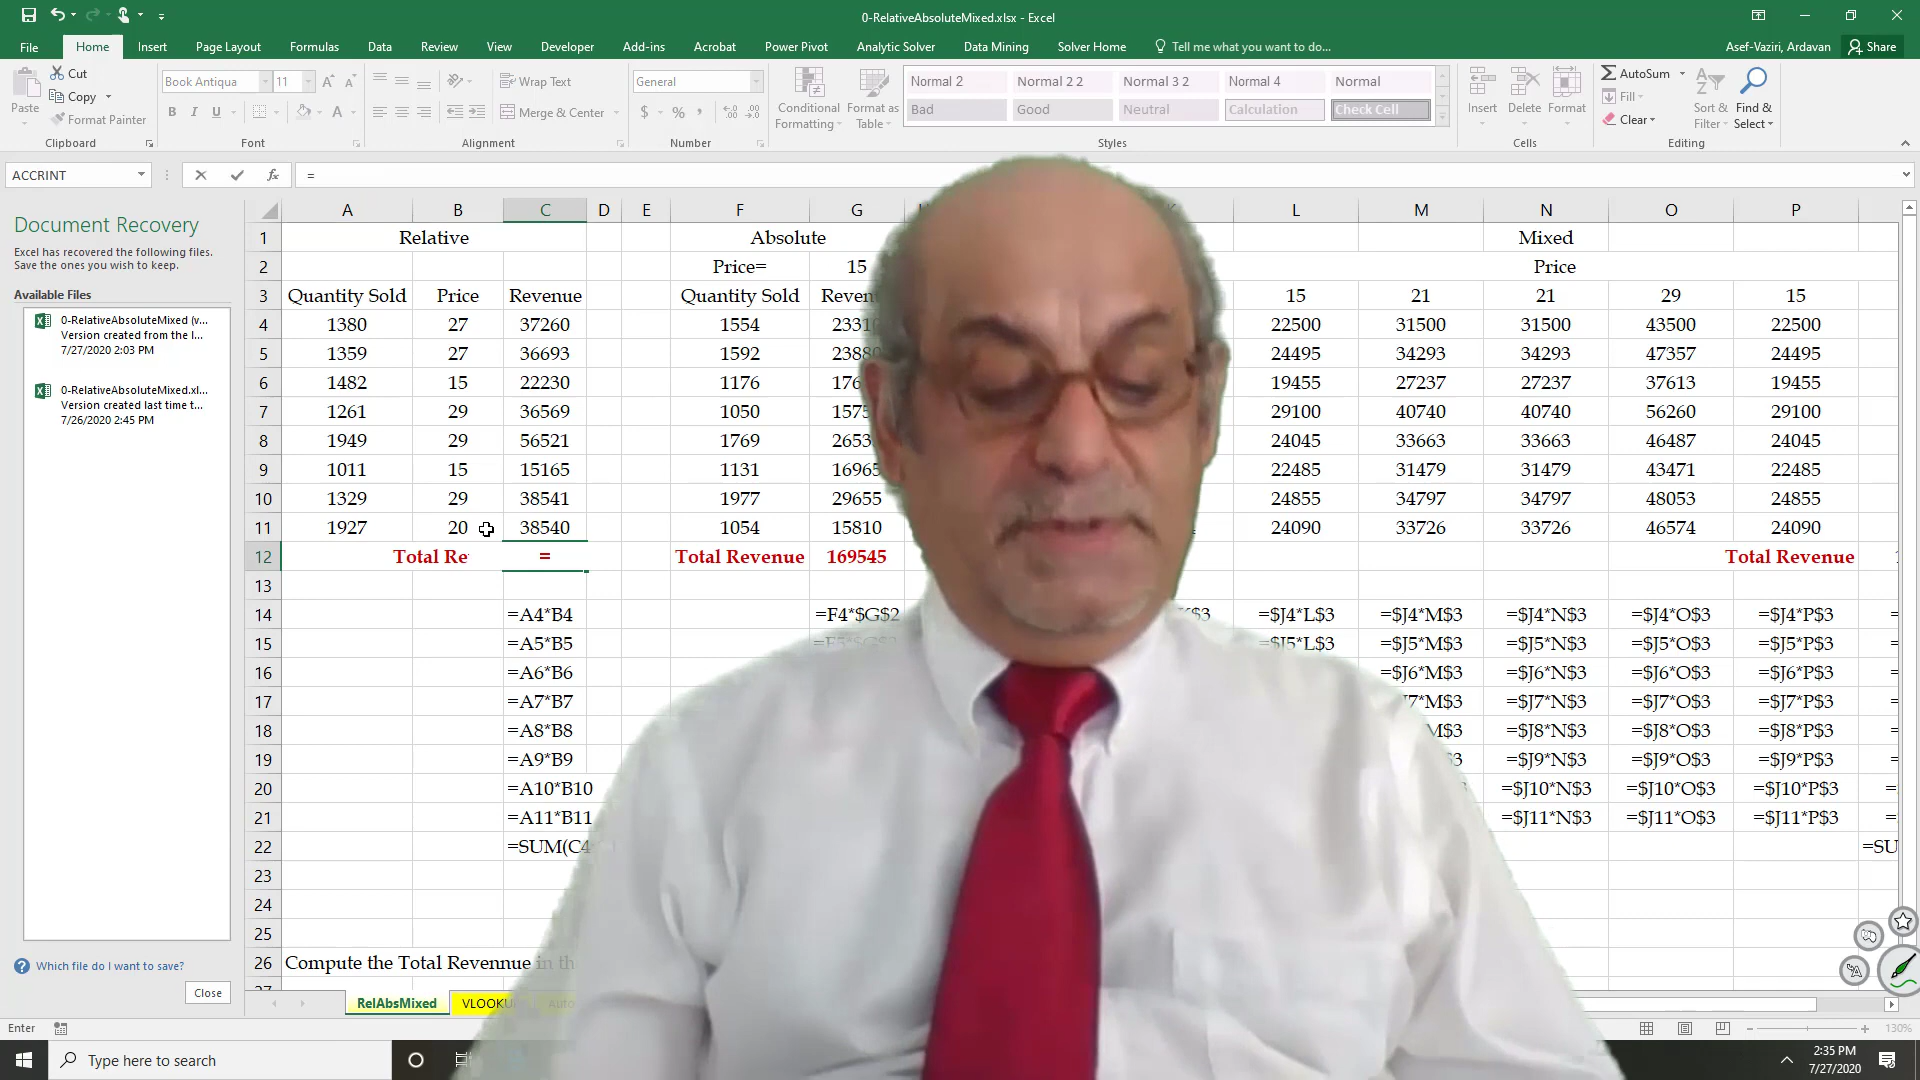 0-RelativeAbsoluteMixed.xlsx - Excel
File Home Insert Page Layout Formulas Data Review View Developer Add-ins Acrobat Power Pivot Analytic Solver Data Mining Solver Home Tell me what you want to do... Asef-Vaziri, Ardavan Share
Paste Cut Copy Format Painter Clipboard
Book Antiqua 11 B I U Font
Wrap Text Merge & Center Alignment
General $ % Number
Conditional Formatting Format as Table
Normal 2 Normal 2 2 Normal 3 2 Normal 4 Normal
Bad Good Neutral Calculation Check Cell
Styles
Insert Delete Format Cells
AutoSum Fill Clear Sort & Filter Find & Select Editing
ACCRINT fx =
Document Recovery
Excel has recovered the following files.
Save the ones you wish to keep.
Available Files
0-RelativeAbsoluteMixed (v...
Version created from the l...
7/27/2020 2:03 PM
0-RelativeAbsoluteMixed.xl...
Version created last time t...
7/26/2020 2:45 PM
Which file do I want to save?
Close
A B C D E F G L M N O P
1 Relative Absolute Mixed
2 Price= 15 Price
3 Quantity Sold Price Revenue Quantity Sold 15 21 21 29 15
4 1380 27 37260 1554 22500 31500 31500 43500 22500
5 1359 27 36693 1592 24495 34293 34293 47357 24495
6 1482 15 22230 1176 19455 27237 27237 37613 19455
7 1261 29 36569 1050 29100 40740 40740 56260 29100
8 1949 29 56521 1769 24045 33663 33663 46487 24045
9 1011 15 15165 1131 16965 22485 31479 31479 43471 22485
10 1329 29 38541 1977 29655 24855 34797 34797 48053 24855
11 1927 20 38540 1054 15810 24090 33726 33726 46574 24090
12 Total Re = Total Revenue 169545 Total Revenue
13
14 =A4*B4 =F4*$G$2 =$J4*L$3 =$J4*M$3 =$J4*N$3 =$J4*O$3 =$J4*P$3
15 =A5*B5 =F5*$G$2 =$J5*L$3 =$J5*M$3 =$J5*N$3 =$J5*O$3 =$J5*P$3
16 =A6*B6 =$J6*M$3 =$J6*N$3 =$J6*O$3 =$J6*P$3
17 =A7*B7 =$J7*N$3 =$J7*O$3 =$J7*P$3
18 =A8*B8 =$J8*N$3 =$J8*O$3 =$J8*P$3
19 =A9*B9 =$J9*N$3 =$J9*O$3 =$J9*P$3
20 =A10*B10 =$J10*N$3 =$J10*O$3 =$J10*P$3
21 =A11*B11 =$J11*N$3 =$J11*O$3 =$J11*P$3
22 =SUM(C4 =SU
23
24
25
26 Compute the Total Revennue in th
RelAbsMixed VLOOKU
Enter 130%
Type here to search
2:35 PM
7/27/2020